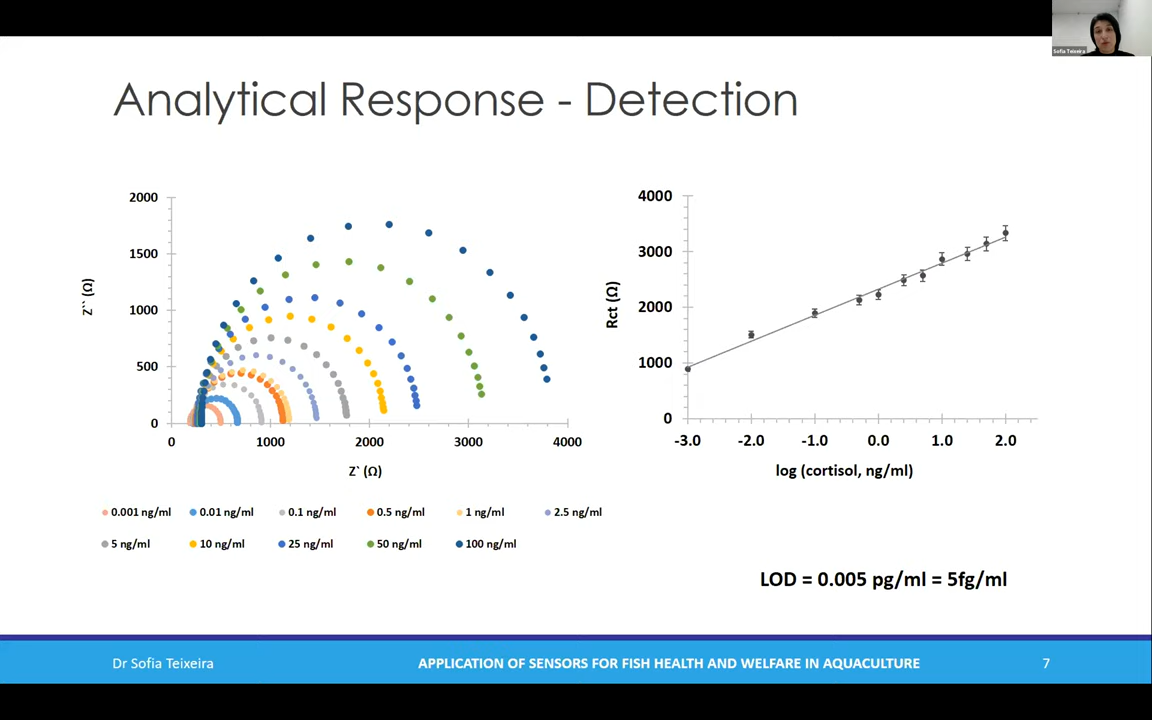 Sofia Teixeira
Analytical Response - Detection
2000
1500
1000
500
0
Z`` (Ω)
0 1000 2000 3000 4000
Z` (Ω)
0.001 ng/ml 0.01 ng/ml 0.1 ng/ml 0.5 ng/ml 1 ng/ml 2.5 ng/ml
5 ng/ml 10 ng/ml 25 ng/ml 50 ng/ml 100 ng/ml
4000
3000
2000
1000
0
Rct (Ω)
-3.0 -2.0 -1.0 0.0 1.0 2.0
log (cortisol, ng/ml)
LOD = 0.005 pg/ml = 5fg/ml
Dr Sofia Teixeira APPLICATION OF SENSORS FOR FISH HEALTH AND WELFARE IN AQUACULTURE 7